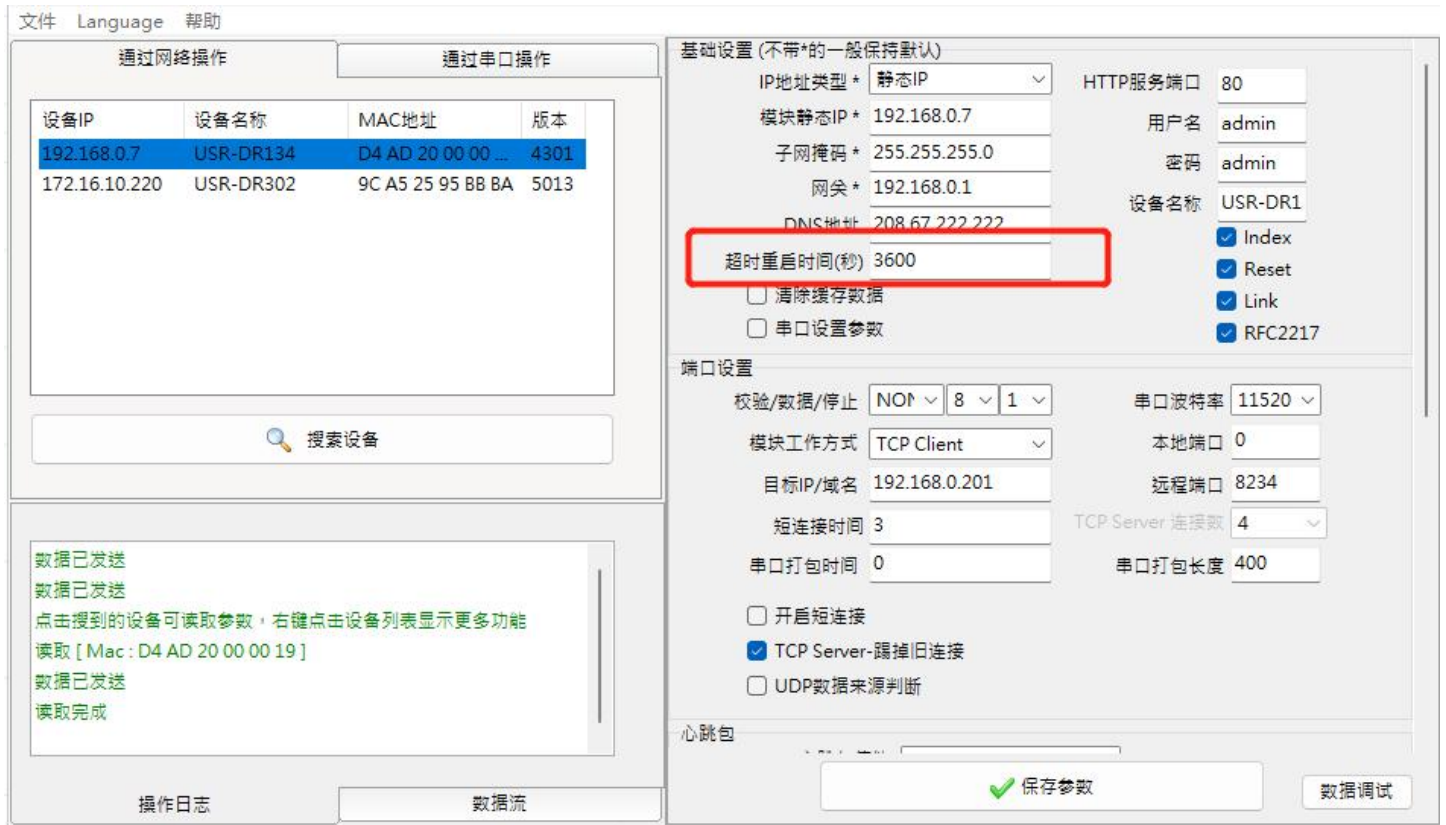 文件 Language 帮助
通过网络操作 通过串口操作
设备IP 设备名称 MAC地址 版本
192.168.0.7 USR-DR134 D4 AD 20 00 00 ... 4301
172.16.10.220 USR-DR302 9C A5 25 95 BB BA 5013
搜索设备
数据已发送
数据已发送
点击搜到的设备可读取参数，右键点击设备列表显示更多功能
读取 [ Mac : D4 AD 20 00 00 19 ]
数据已发送
读取完成
操作日志 数据流
基础设置 (不带*的一般保持默认)
IP地址类型 * 静态IP HTTP服务端口 80
模块静态IP * 192.168.0.7 用户名 admin
子网掩码 * 255.255.255.0 密码 admin
网关 * 192.168.0.1 设备名称 USR-DR1
DNS地址 208.67.222.222 Index
超时重启时间(秒) 3600 Reset
清除缓存数据 Link
串口设置参数 RFC2217
端口设置
校验/数据/停止 NON 8 1 串口波特率 11520
模块工作方式 TCP Client 本地端口 0
目标IP/域名 192.168.0.201 远程端口 8234
短连接时间 3 TCP Server 连接数 4
串口打包时间 0 串口打包长度 400
开启短连接
TCP Server-踢掉旧连接
UDP数据来源判断
心跳包
保存参数 数据调试